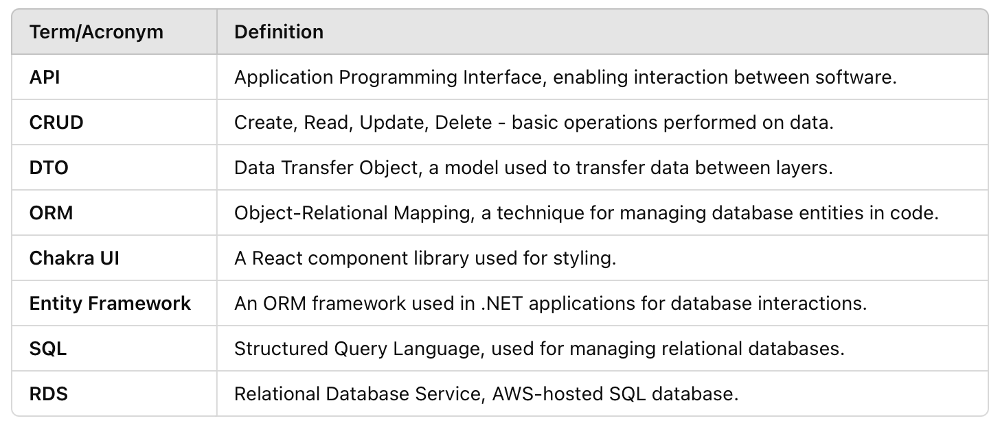 Term/Acronym Definition
API Application Programming Interface, enabling interaction between software.
CRUD Create, Read, Update, Delete - basic operations performed on data.
DTO Data Transfer Object, a model used to transfer data between layers.
ORM Object-Relational Mapping, a technique for managing database entities in code.
Chakra UI A React component library used for styling.
Entity Framework An ORM framework used in .NET applications for database interactions.
SQL Structured Query Language, used for managing relational databases.
RDS Relational Database Service, AWS-hosted SQL database.